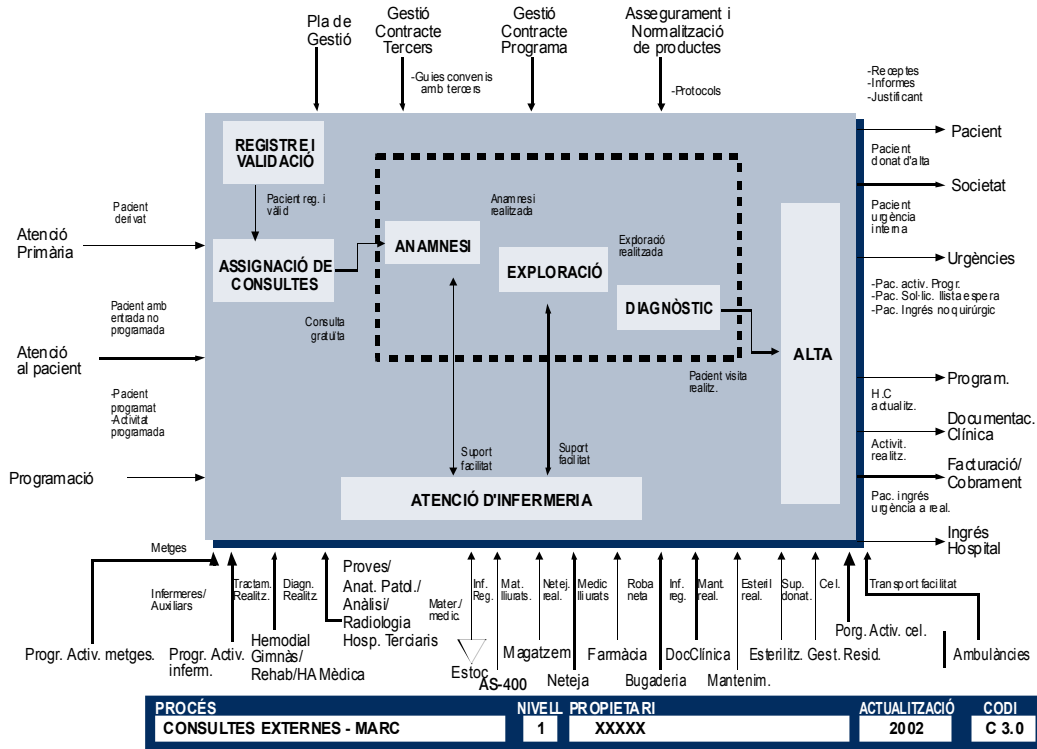 Pla de
Gestió
Gestió
Contracte
Tercers
Gestió
Contracte
Programa
Assegurament i
Normalització
de productes
-Guies convenis
amb tercers
-Protocols
-Receptes
-Informes
-Justificant
REGISTRE I
VALIDACIÓ
Pacient reg. i
vàlid
ASSIGNACIÓ DE
CONSULTES
Anamnesi
realitzada
ANAMNESI
Exploració
realitzada
EXPLORACIÓ
DIAGNÒSTIC
Consulta
gratuïta
Pacient visita
realitz.
ALTA
Suport
facilitat
Suport
facilitat
ATENCIÓ D'INFERMERIA
Pacient
derivat
Atenció
Primària
Pacient amb
entrada no
programada
Atenció
al pacient
-Pacient
programat
-Activitat
programada
Programació
Pacient
Pacient
donat d'alta
Societat
Pacient
urgència
interna
Urgències
-Pac. activ. Progr.
-Pac. Sol·lic. llista espera
-Pac. Ingrés no quirúrgic
Program.
H.C
actualitz.
Documentac.
Clínica
Activit.
realitz.
Facturació/
Cobrament
Pac. ingrés
urgència a real.
Ingrés
Hospital
Metges
Progr. Activ. metges.
Infermeres/
Auxiliars
Progr. Activ.
inferm.
Tractam.
Realitz.
Hemodial
Gimnàs/
Rehab/HA Mèdica
Diagn.
Realitz.
Proves/
Anat. Patol./
Anàlisi/
Radiologia
Hosp. Terciaris
Mater./
medic.
Estoc
Inf.
Reg.
AS-400
Mat.
lliurats.
Magatzem
Netej.
real.
Neteja
Medic
lliurats
Farmàcia
Roba
neta
Bugaderia
Inf.
reg.
DocClínica
Mant.
real.
Mantenim.
Esteril
real.
Esterilitz.
Sup.
donat.
Gest. Resid.
Cel.
Porg. Activ. cel.
Transport facilitat
Ambulàncies
PROCÉS
CONSULTES EXTERNES - MARC
NIVELL
1
PROPIETARI
XXXXX
ACTUALITZACIÓ
2002
CODI
C 3.0